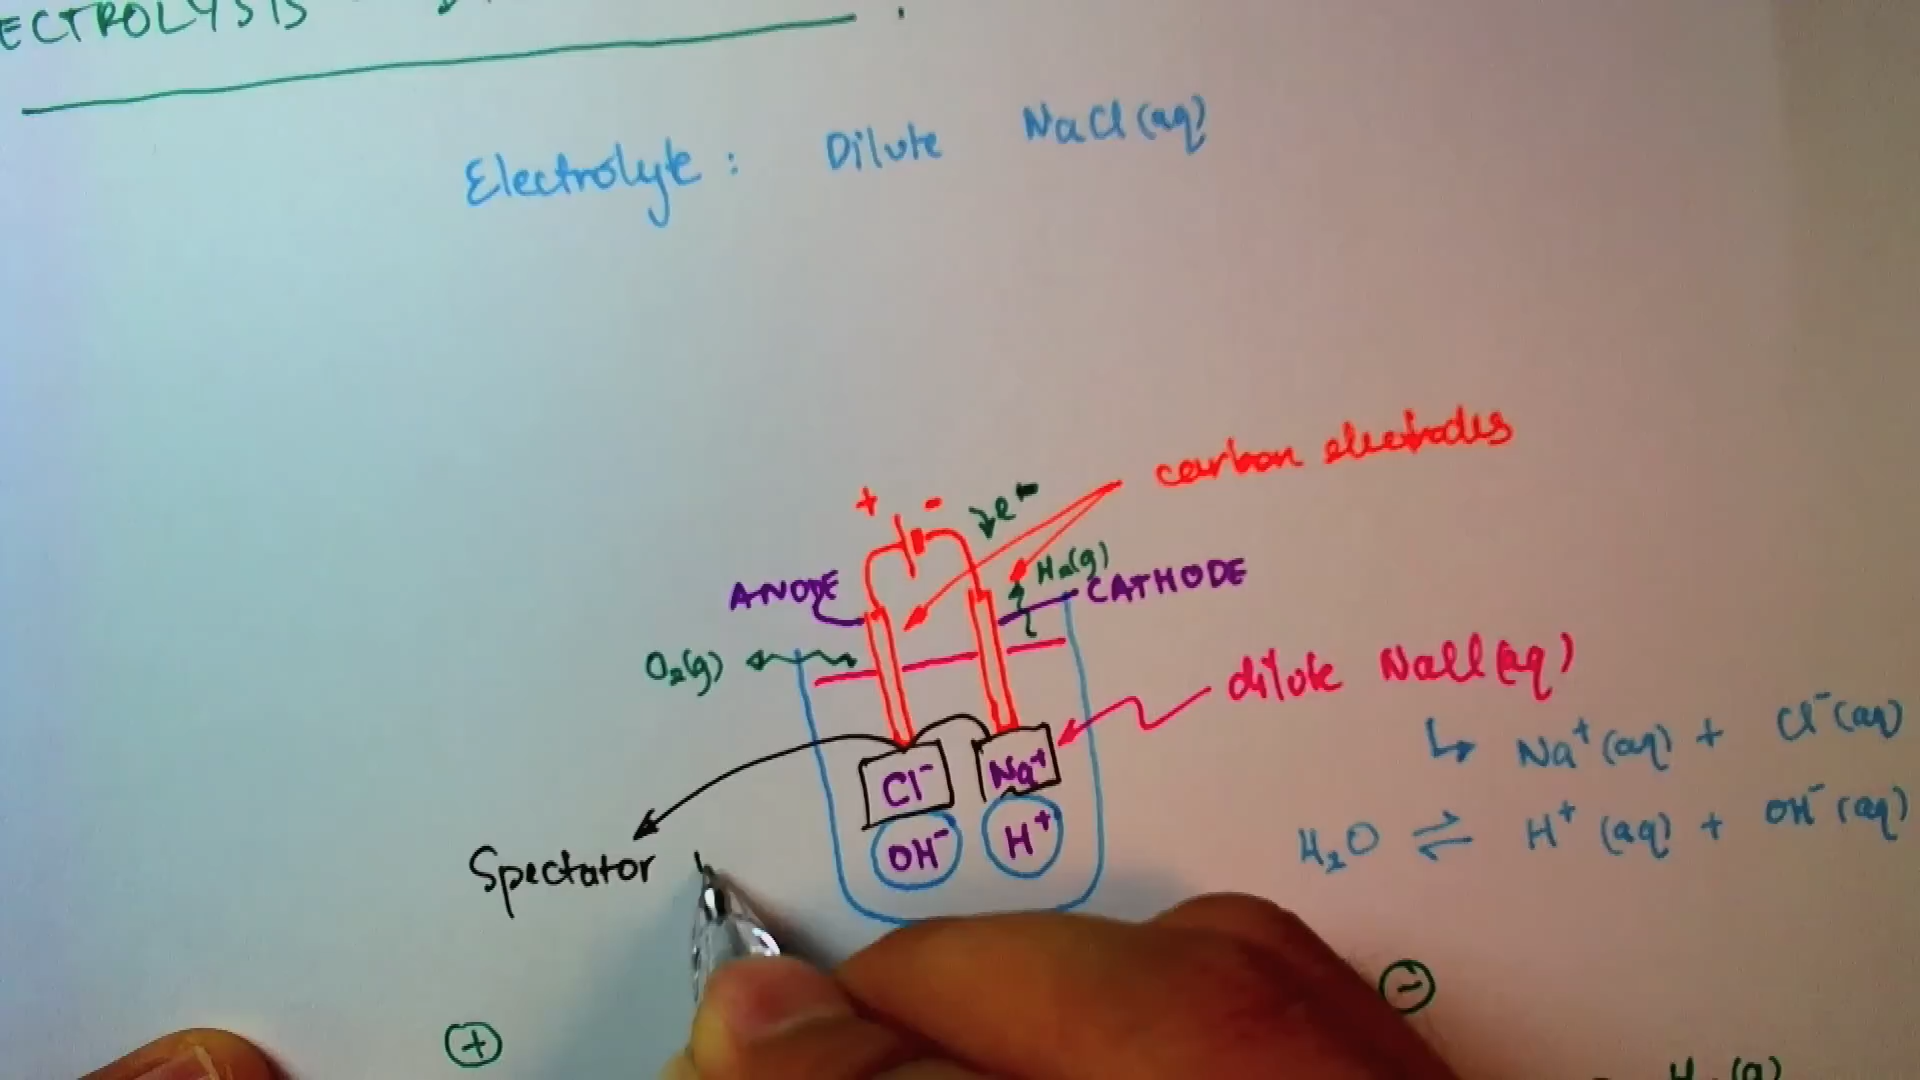 ECTROLYSIS
Electrolyte : Dilute NaCl (aq)
carbon electrodes
+ - e⁻
H₂(g)
ANODE CATHODE
O₂(g)
dilute NaCl (aq)
↳ Na⁺ (aq) + Cl⁻ (aq)
Cl⁻ Na⁺
H₂O ⇌ H⁺ (aq) + OH⁻ (aq)
OH⁻ H⁺
Spectator
-
+
(g)